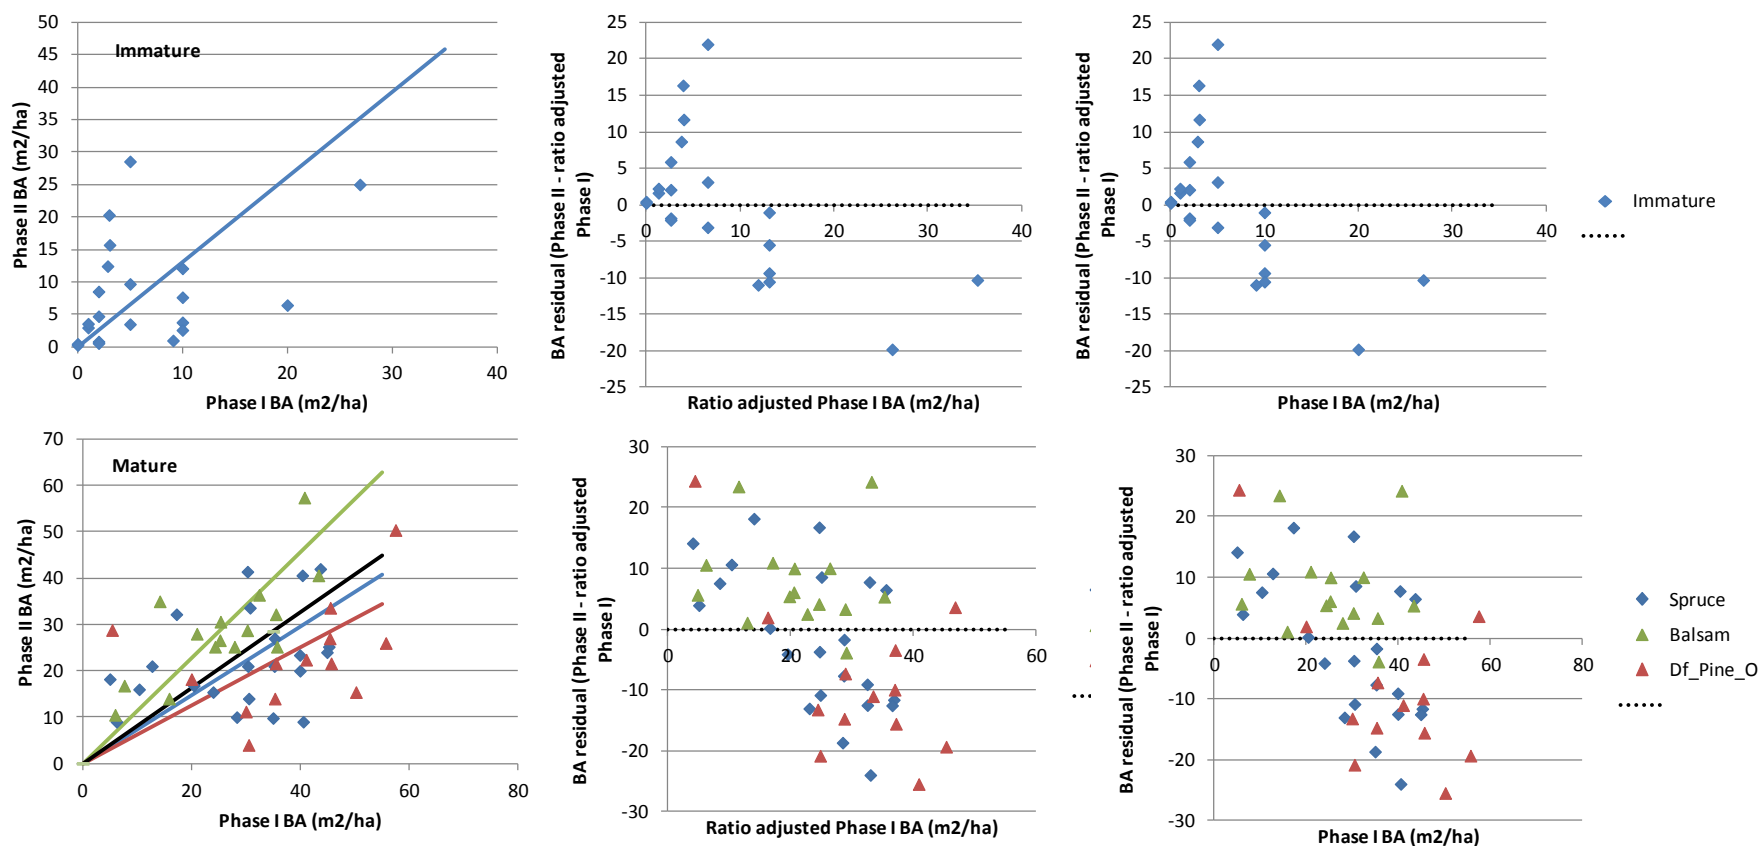 Immature
Phase II BA (m2/ha)
50
45
40
35
30
25
20
15
10
5
0
0 10 20 30 40
Phase I BA (m2/ha)
BA residual (Phase II - ratio adjusted
Phase I)
25
20
15
10
5
0
-5
-10
-15
-20
-25
0 10 20 30 40
Ratio adjusted Phase I BA (m2/ha)
BA residual (Phase II - ratio adjusted
Phase I)
25
20
15
10
5
0
-5
-10
-15
-20
-25
0 10 20 30 40
Phase I BA (m2/ha)
Immature
Mature
Phase II BA (m2/ha)
70
60
50
40
30
20
10
0
0 20 40 60 80
Phase I BA (m2/ha)
BA residual (Phase II - ratio adjusted
Phase I)
30
20
10
0
-10
-20
-30
0 20 40 60
Ratio adjusted Phase I BA (m2/ha)
BA residual (Phase II - ratio adjusted
Phase I)
30
20
10
0
-10
-20
-30
0 20 40 60 80
Phase I BA (m2/ha)
Spruce
Balsam
Df_Pine_O